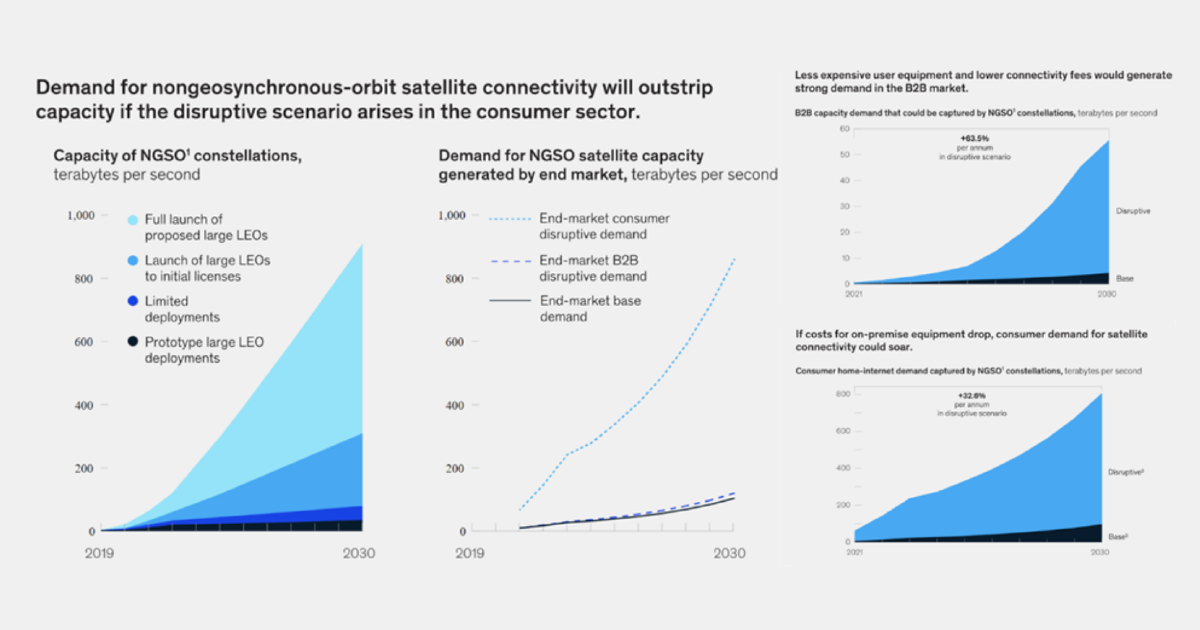 Demand for nongeosynchronous-orbit satellite connectivity will outstrip
capacity if the disruptive scenario arises in the consumer sector.
Capacity of NGSO¹ constellations,
terabytes per second
1,000
800
600
400
200
0
2019
2030
Full launch of
proposed large LEOs
Launch of large LEOs
to initial licenses
Limited
deployments
Prototype large LEO
deployments
Demand for NGSO satellite capacity
generated by end market, terabytes per second
1,000
800
600
400
200
0
2019
2030
End-market consumer
disruptive demand
End-market B2B
disruptive demand
End-market base
demand
Less expensive user equipment and lower connectivity fees would generate
strong demand in the B2B market.
B2B capacity demand that could be captured by NGSO¹ constellations, terabytes per second
60
50
40
30
20
10
0
2021
2030
+63.5%
per annum
in disruptive scenario
Disruptive
Base
If costs for on-premise equipment drop, consumer demand for satellite
connectivity could soar.
Consumer home-internet demand captured by NGSO¹ constellations, terabytes per second
800
600
400
200
0
2021
2030
+32.6%
per annum
in disruptive scenario
Disruptive²
Base²